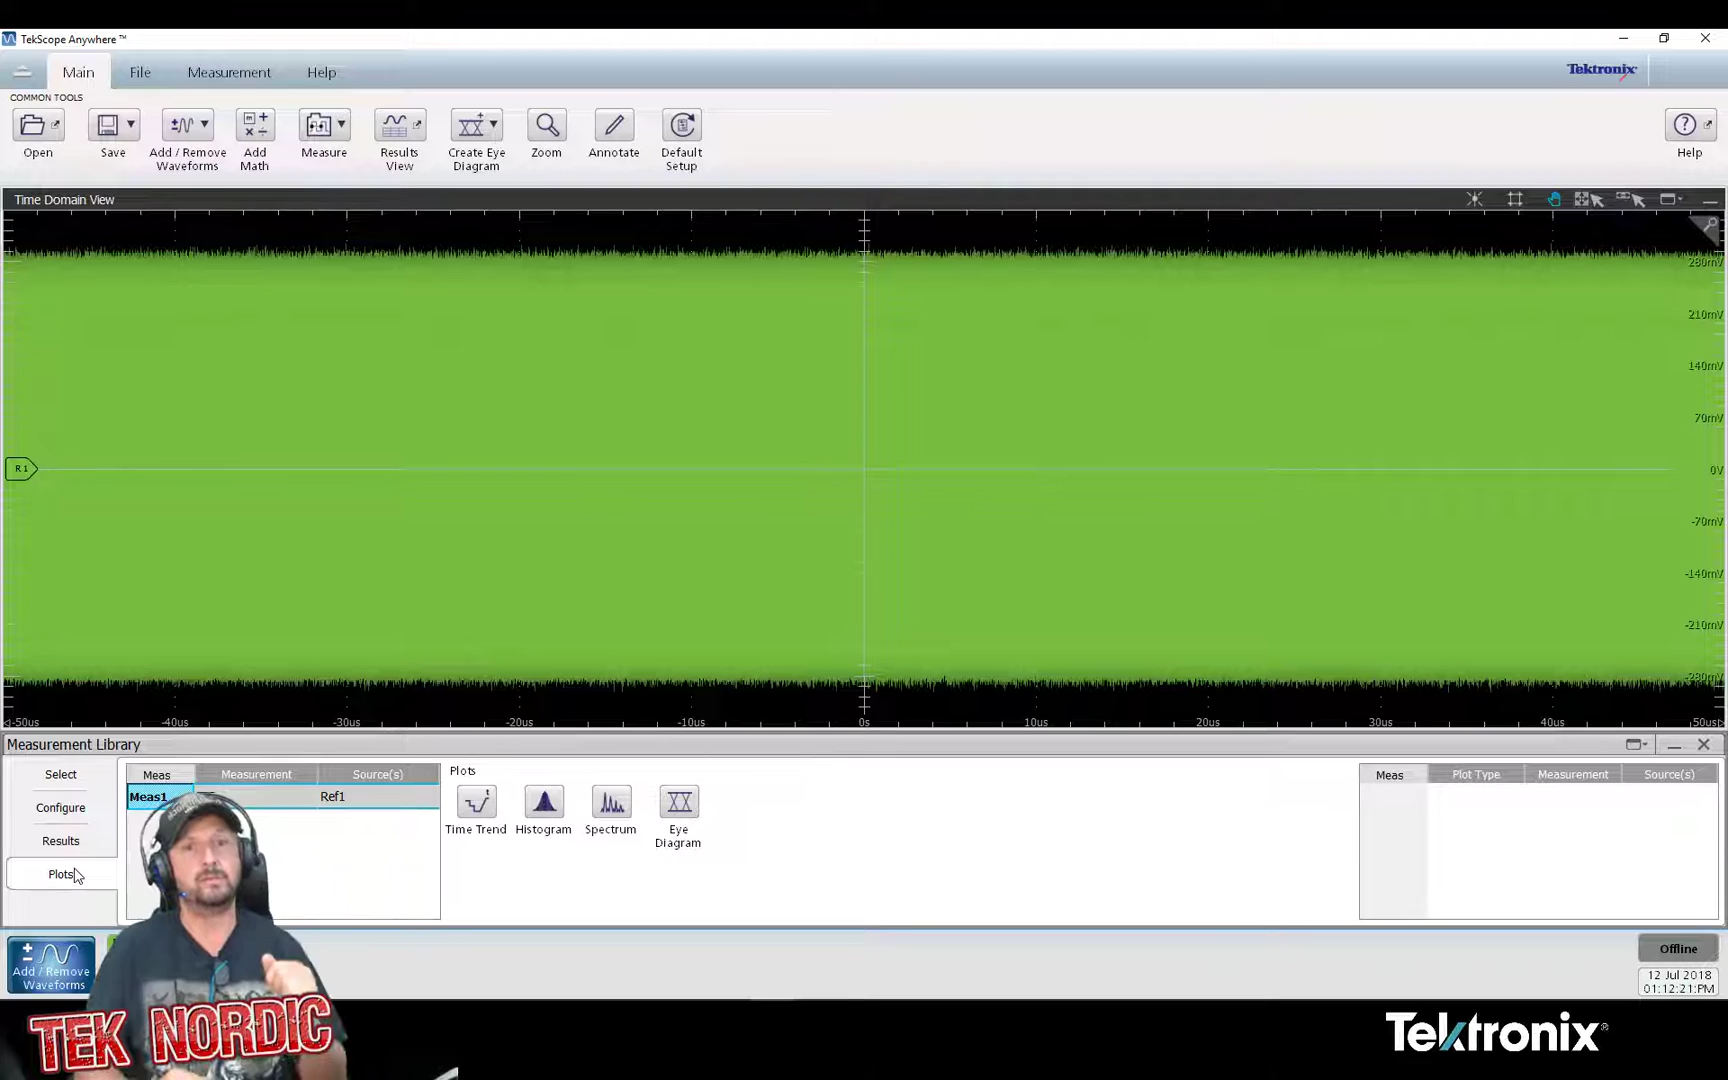 TekScope Anywhere ™
Main File Measurement Help
Tektronix
COMMON TOOLS
Open Save Add / Remove Waveforms Add Math Measure Results View Create Eye Diagram Zoom Annotate Default Setup Help
Time Domain View
280mV
210mV
140mV
70mV
R1
0V
-70mV
-140mV
-210mV
-280mV
-50us -40us -30us -20us -10us 0s 10us 20us 30us 40us 50us
Measurement Library
Select
Configure
Results
Plots
Meas Measurement Source(s)
Meas1 Ref1
Plots
Time Trend Histogram Spectrum Eye Diagram
Meas Plot Type Measurement Source(s)
Add / Remove
Waveforms
Offline
12 Jul 2018
01:12:21:PM
TEK NORDIC
Tektronix®